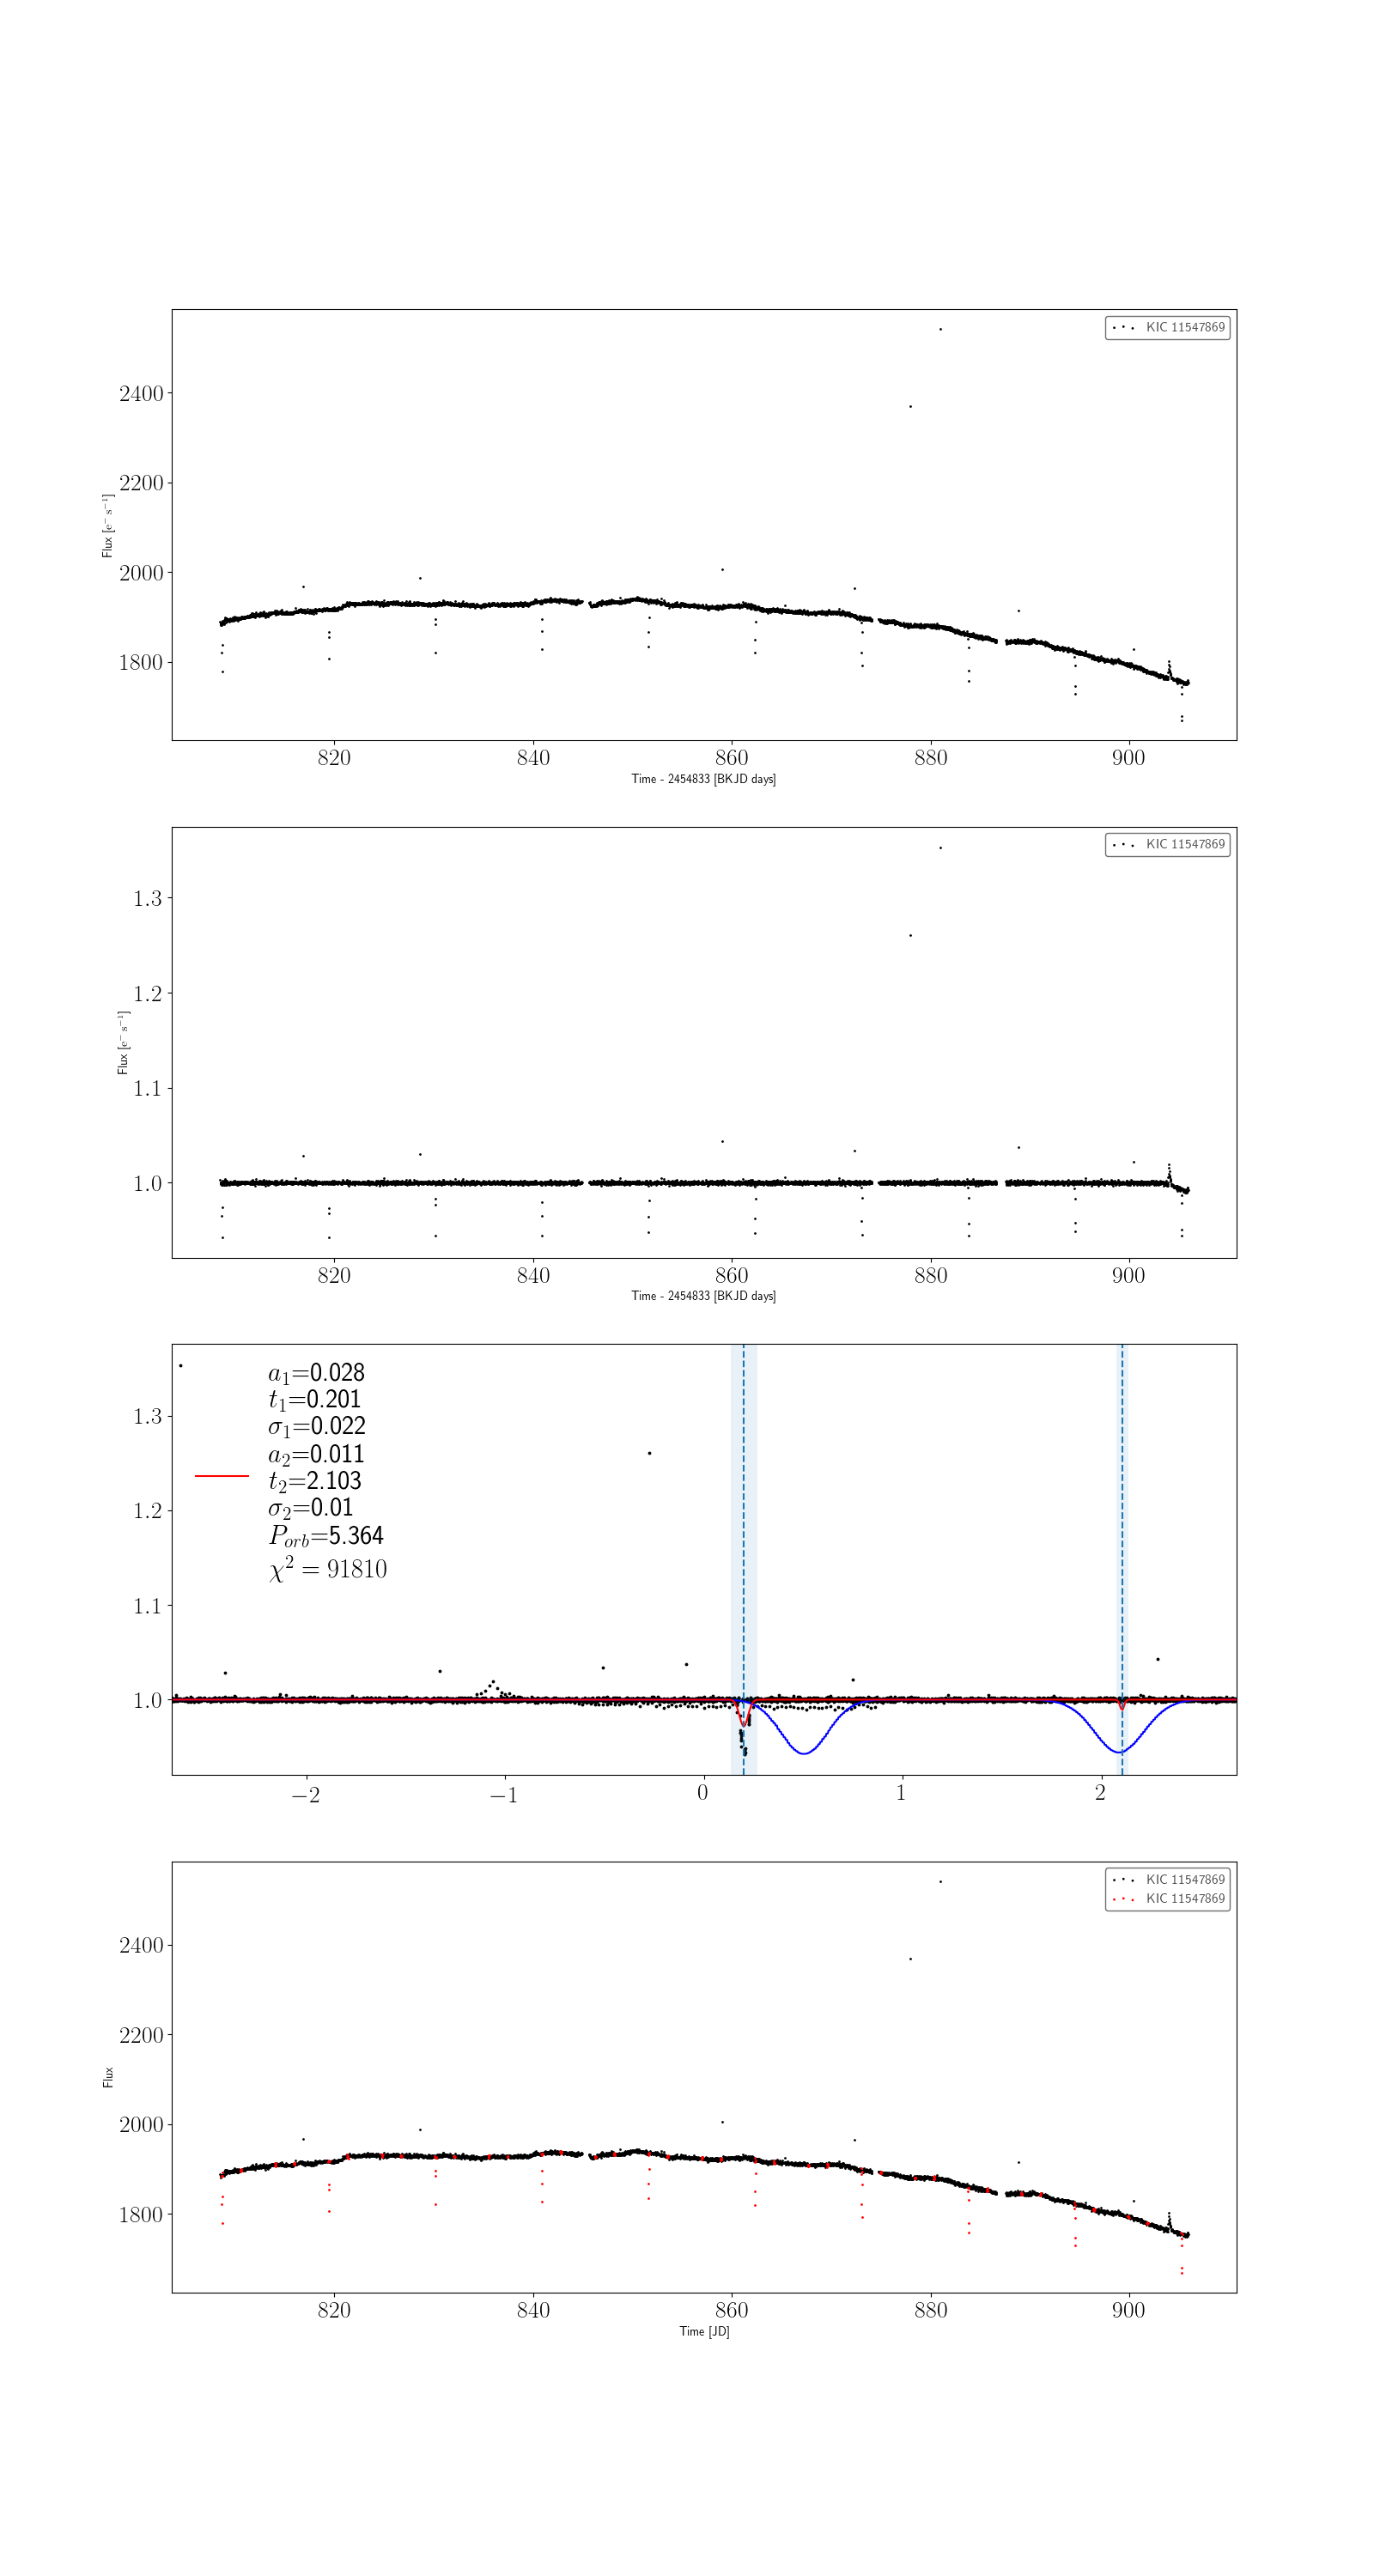 KIC 11547869
2400
2200
2000
1800
Flux [e⁻ s⁻¹]
820 840 860 880 900
Time - 2454833 [BKJD days]
KIC 11547869
1.3
1.2
1.1
1.0
Flux [e⁻ s⁻¹]
820 840 860 880 900
Time - 2454833 [BKJD days]
a₁=0.028
t₁=0.201
σ₁=0.022
a₂=0.011
t₂=2.103
σ₂=0.01
P_orb=5.364
χ² = 91810
1.3
1.2
1.1
1.0
−2 −1 0 1 2
KIC 11547869
KIC 11547869
2400
2200
2000
1800
Flux
820 840 860 880 900
Time [JD]